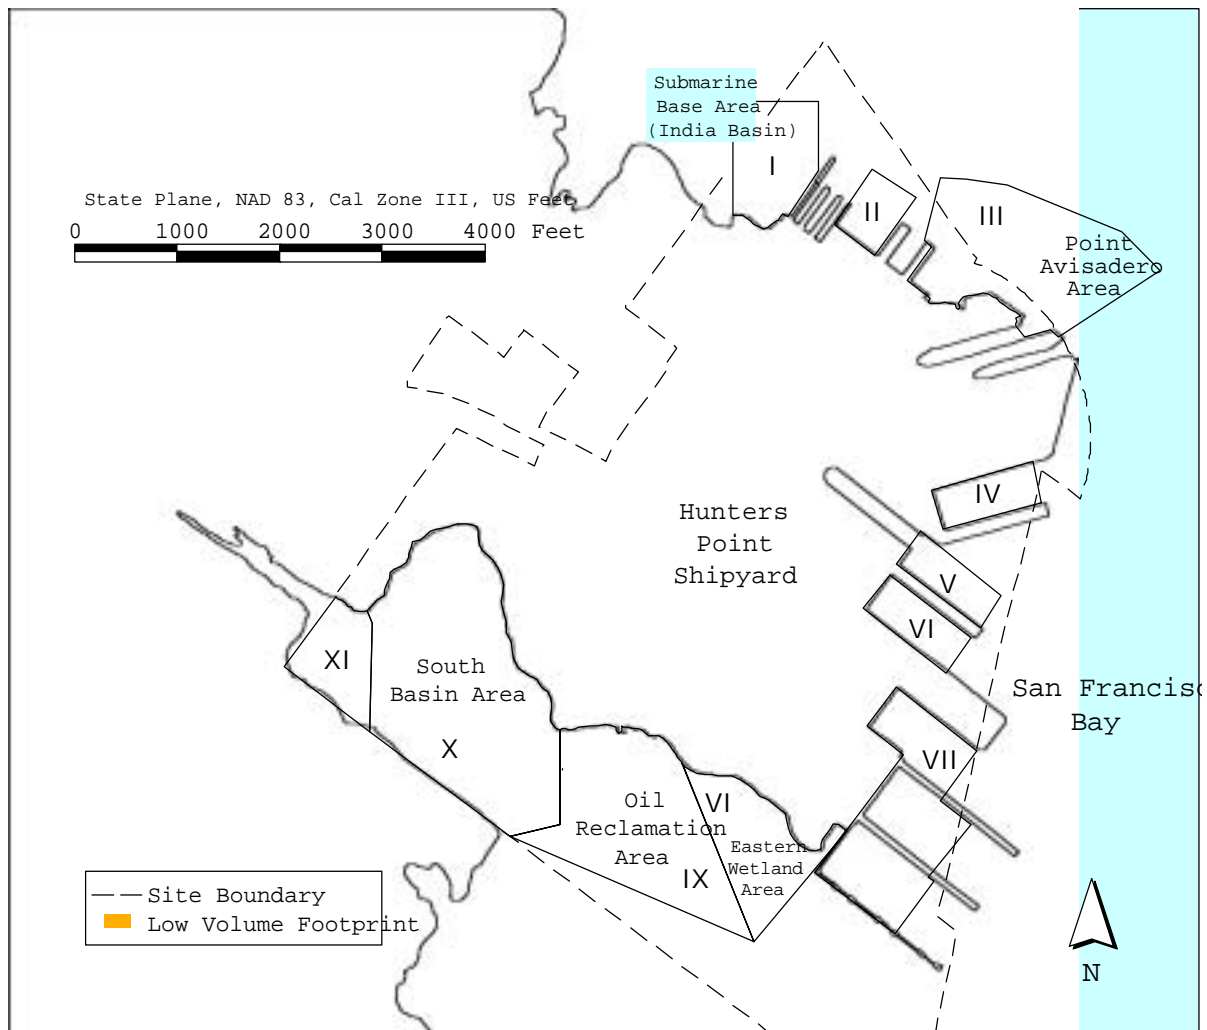 Submarine
Base Area
(India Basin)
I
State Plane, NAD 83, Cal Zone III, US Feet
0 1000 2000 3000 4000 Feet
II
III
Point
Avisadero
Area
IV
Hunters
Point
Shipyard
V
VI
XI
South
Basin Area
X
San Francisc
Bay
VII
Oil
Reclamation
Area
IX
VI
Eastern
Wetland
Area
Site Boundary
Low Volume Footprint
N